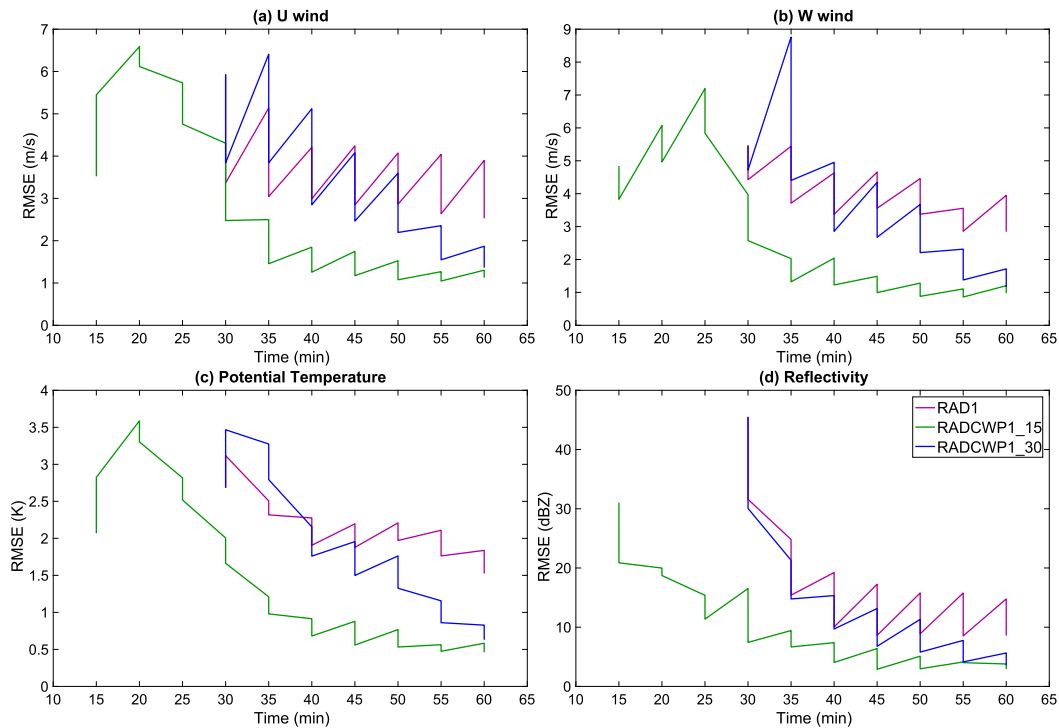 (a) U wind
7
6
5
4
3
2
1
0
RMSE (m/s)
10 15 20 25 30 35 40 45 50 55 60 65
Time (min)
(b) W wind
9
8
7
6
5
4
3
2
1
0
RMSE (m/s)
10 15 20 25 30 35 40 45 50 55 60 65
Time (min)
(c) Potential Temperature
4
3.5
3
2.5
2
1.5
1
0.5
0
RMSE (K)
10 15 20 25 30 35 40 45 50 55 60 65
Time (min)
(d) Reflectivity
50
40
30
20
10
0
RMSE (dBZ)
RAD1
RADCWP1_15
RADCWP1_30
10 15 20 25 30 35 40 45 50 55 60 65
Time (min)